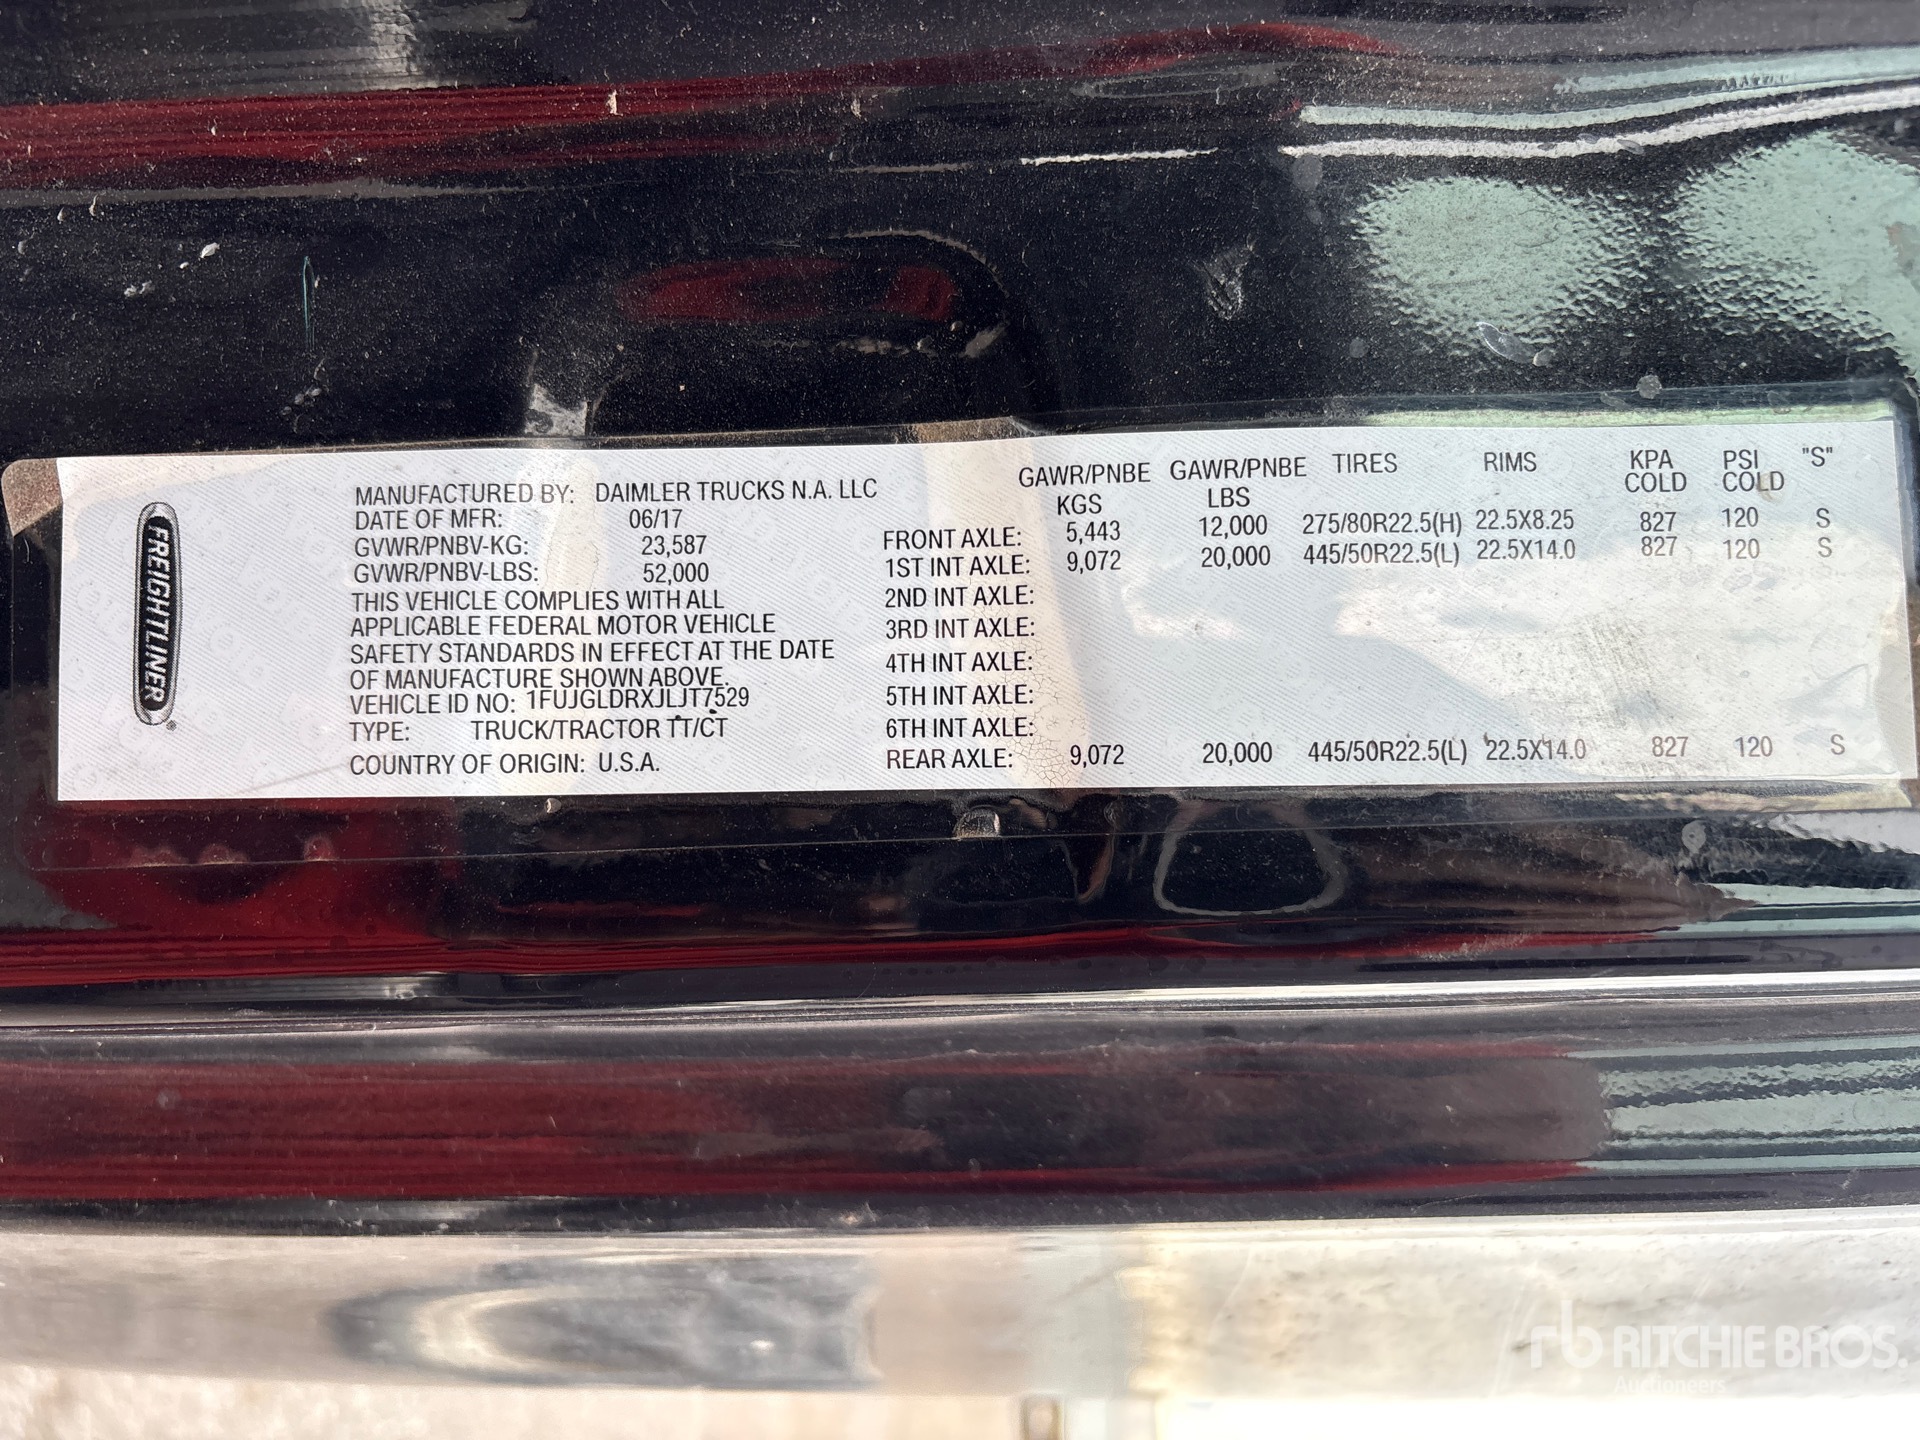 FREIGHTLINER®
MANUFACTURED BY: DAIMLER TRUCKS N.A. LLC
DATE OF MFR: 06/17
GVWR/PNBV-KG: 23,587
GVWR/PNBV-LBS: 52,000
THIS VEHICLE COMPLIES WITH ALL
APPLICABLE FEDERAL MOTOR VEHICLE
SAFETY STANDARDS IN EFFECT AT THE DATE
OF MANUFACTURE SHOWN ABOVE.
VEHICLE ID NO: 1FUJGLDRXJLJT7529
TYPE: TRUCK/TRACTOR TT/CT
COUNTRY OF ORIGIN: U.S.A.
GAWR/PNBE GAWR/PNBE TIRES RIMS KPA PSI "S"
KGS LBS COLD COLD
FRONT AXLE: 5,443 12,000 275/80R22.5(H) 22.5X8.25 827 120 S
1ST INT AXLE: 9,072 20,000 445/50R22.5(L) 22.5X14.0 827 120 S
2ND INT AXLE:
3RD INT AXLE:
4TH INT AXLE:
5TH INT AXLE:
6TH INT AXLE:
REAR AXLE: 9,072 20,000 445/50R22.5(L) 22.5X14.0 827 120 S
rb RITCHIE BROS.
Auctioneers